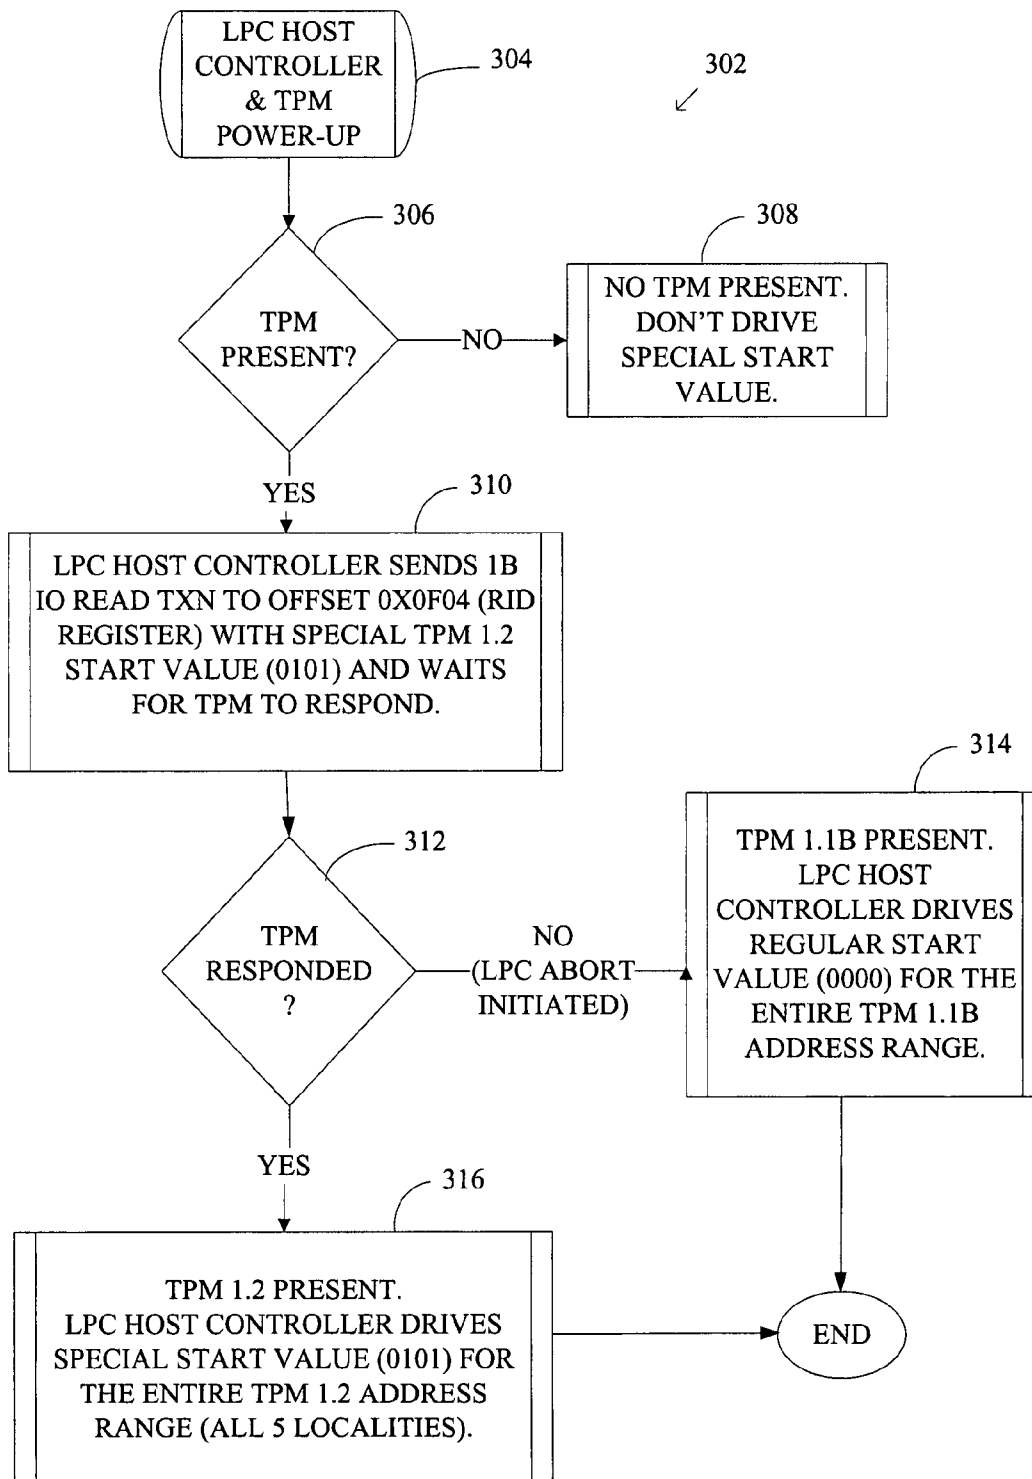 LPC HOST
CONTROLLER
& TPM
POWER-UP
304
302
306
308
TPM
PRESENT?
NO
NO TPM PRESENT.
DON'T DRIVE
SPECIAL START
VALUE.
YES
310
LPC HOST CONTROLLER SENDS 1B
IO READ TXN TO OFFSET 0X0F04 (RID
REGISTER) WITH SPECIAL TPM 1.2
START VALUE (0101) AND WAITS
FOR TPM TO RESPOND.
312
TPM
RESPONDED
?
NO
(LPC ABORT
INITIATED)
314
TPM 1.1B PRESENT.
LPC HOST
CONTROLLER DRIVES
REGULAR START
VALUE (0000) FOR THE
ENTIRE TPM 1.1B
ADDRESS RANGE.
YES
316
TPM 1.2 PRESENT.
LPC HOST CONTROLLER DRIVES
SPECIAL START VALUE (0101) FOR
THE ENTIRE TPM 1.2 ADDRESS
RANGE (ALL 5 LOCALITIES).
END